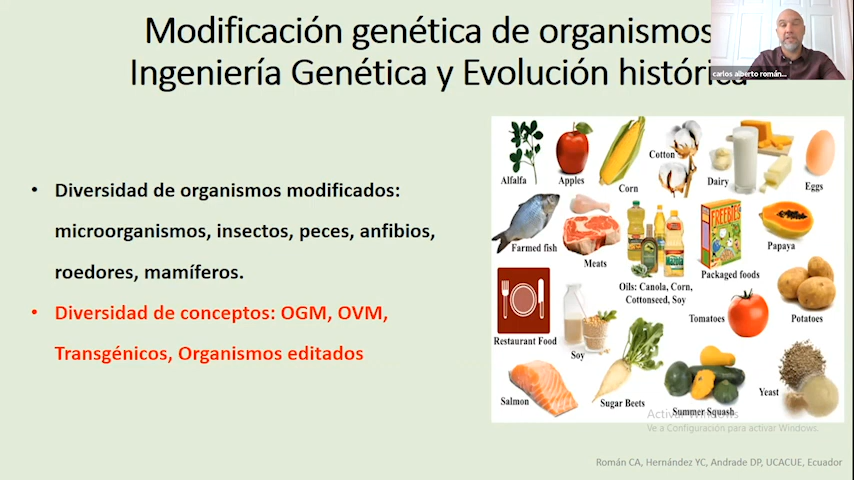 Modificación genética de organismos
Ingeniería Genética y Evolución histórica
carlos alberto román...
• Diversidad de organismos modificados:
microorganismos, insectos, peces, anfibios,
roedores, mamíferos.
• Diversidad de conceptos: OGM, OVM,
Transgénicos, Organismos editados
Alfalfa
Apples
Corn
Cotton
Dairy
Eggs
Farmed fish
Meats
Oils: Canola, Corn,
Cottonseed, Soy
FREEBIES
Packaged foods
Papaya
Restaurant Food
Soy
Tomatoes
Potatoes
Salmon
Sugar Beets
Summer Squash
Yeast
Activar Windows
Ve a Configuración para activar Windows.
Román CA, Hernández YC, Andrade DP, UCACUE, Ecuador